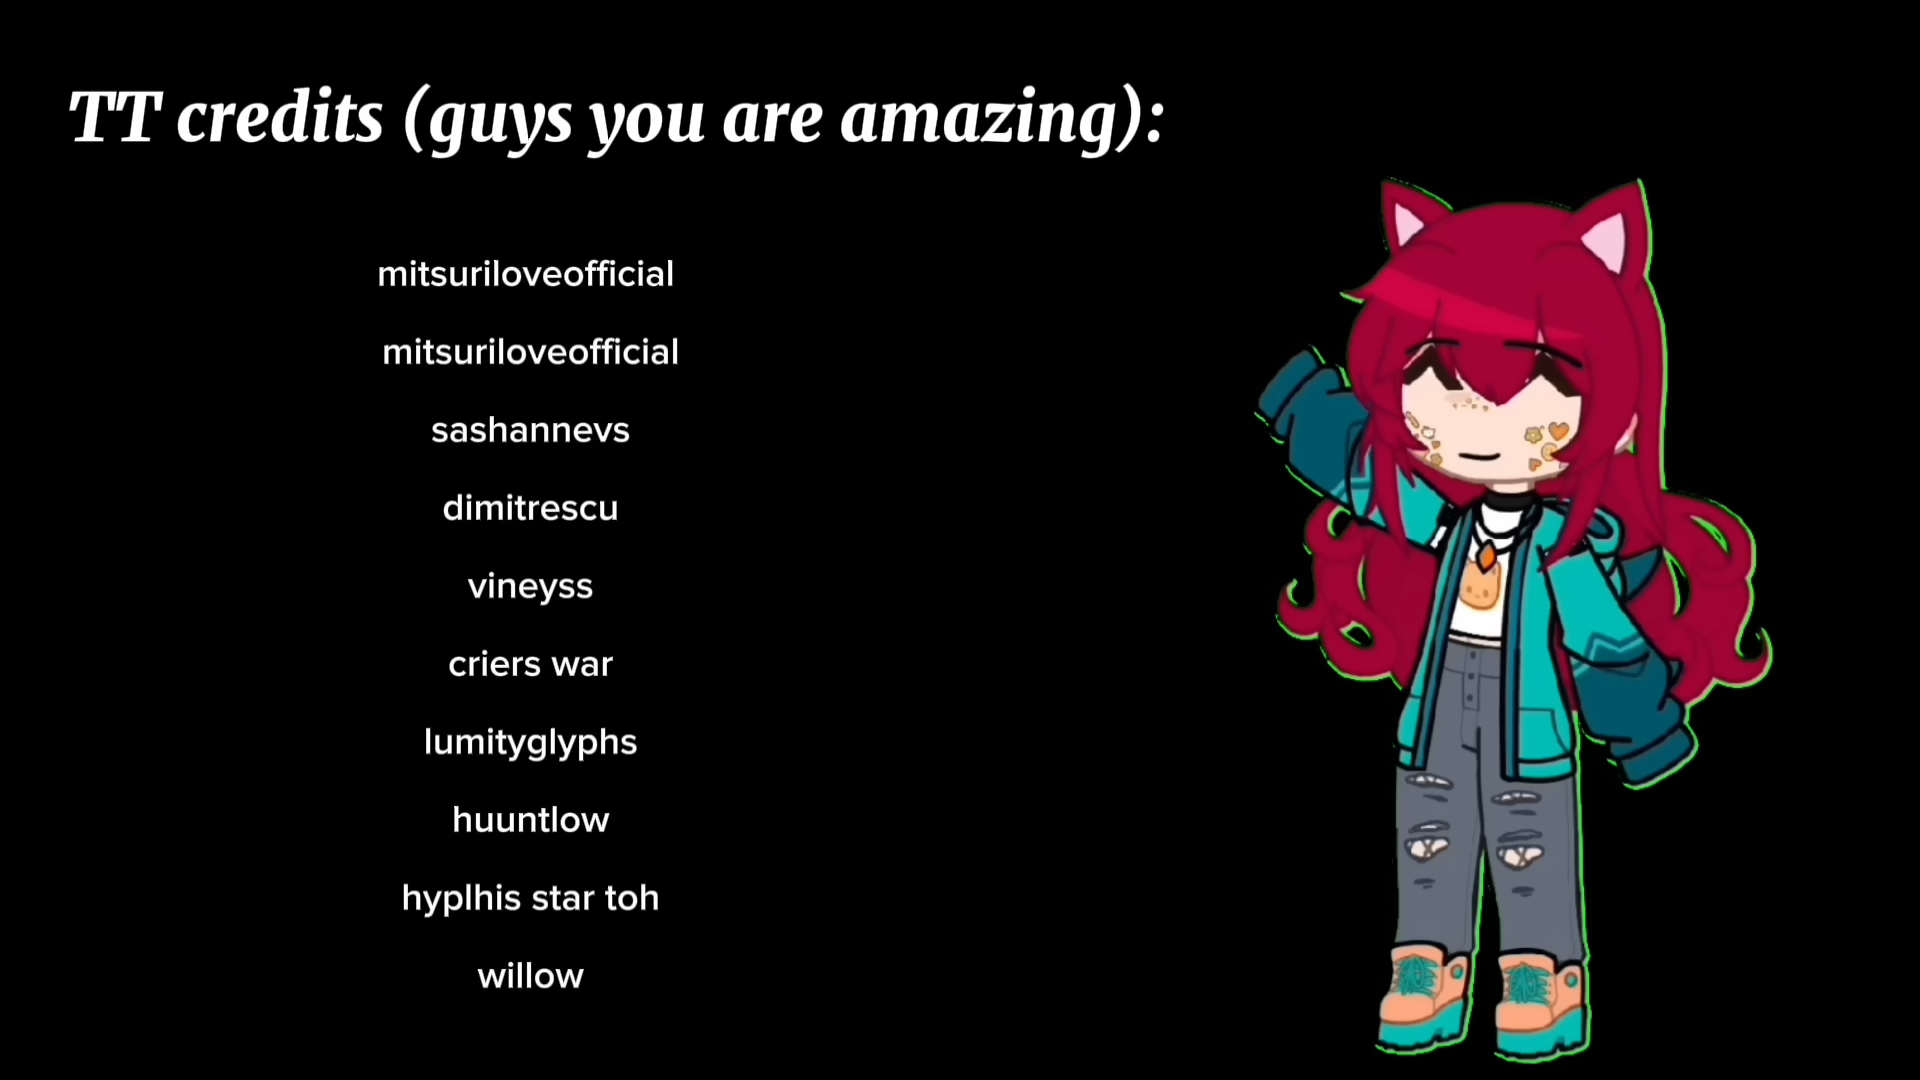 TT credits (guys you are amazing):
mitsuriloveofficial
mitsuriloveofficial
sashannevs
dimitrescu
vineyss
criers war
lumityglyphs
huuntlow
hyplhis star toh
willow